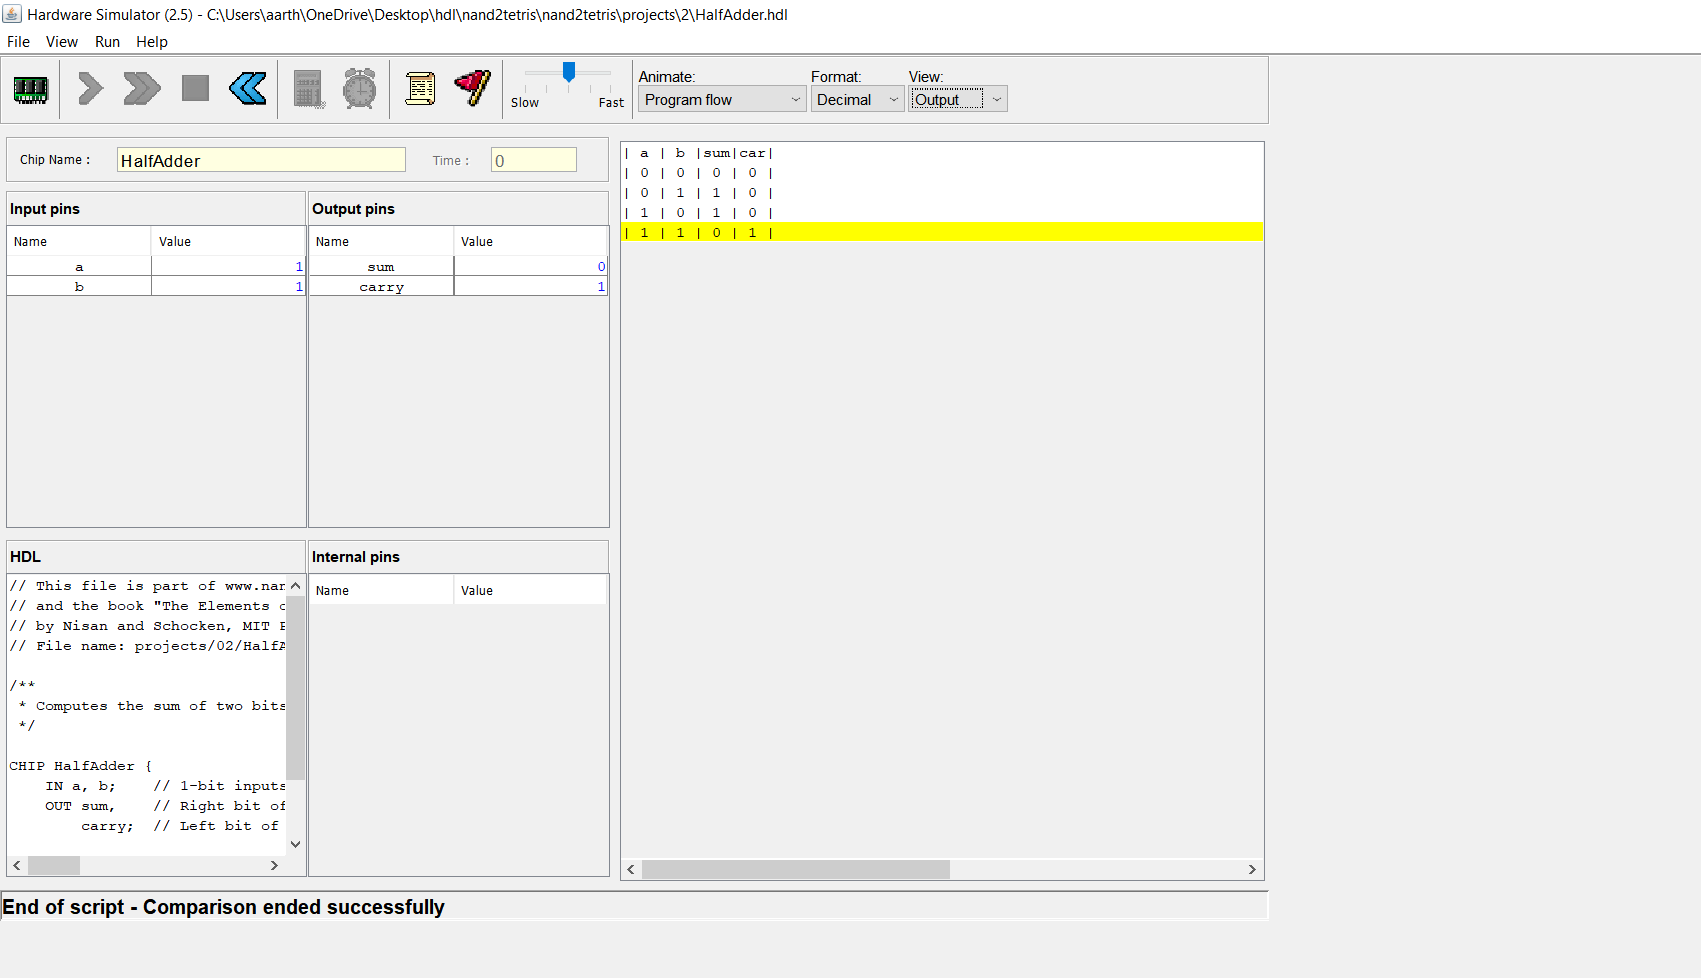 Hardware Simulator (2.5) - C:\Users\aarth\OneDrive\Desktop\hdl\nand2tetris\nand2tetris\projects\2\HalfAdder.hdl
File View Run Help
Slow Fast
Animate: Format: View:
Program flow Decimal Output
Chip Name : HalfAdder Time : 0
Input pins
Name Value
a 1
b 1
Output pins
Name Value
sum 0
carry 1
HDL
// This file is part of www.nan
// and the book "The Elements o
// by Nisan and Schocken, MIT P
// File name: projects/02/HalfA
/**
* Computes the sum of two bits
*/
CHIP HalfAdder {
IN a, b; // 1-bit inputs
OUT sum, // Right bit of
carry; // Left bit of
Internal pins
Name Value
| a | b |sum|car|
| 0 | 0 | 0 | 0 |
| 0 | 1 | 1 | 0 |
| 1 | 0 | 1 | 0 |
| 1 | 1 | 0 | 1 |
End of script - Comparison ended successfully